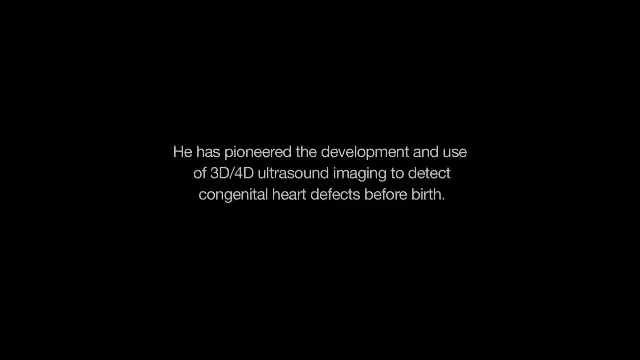 He has pioneered the development and use
of 3D/4D ultrasound imaging to detect
congenital heart defects before birth.